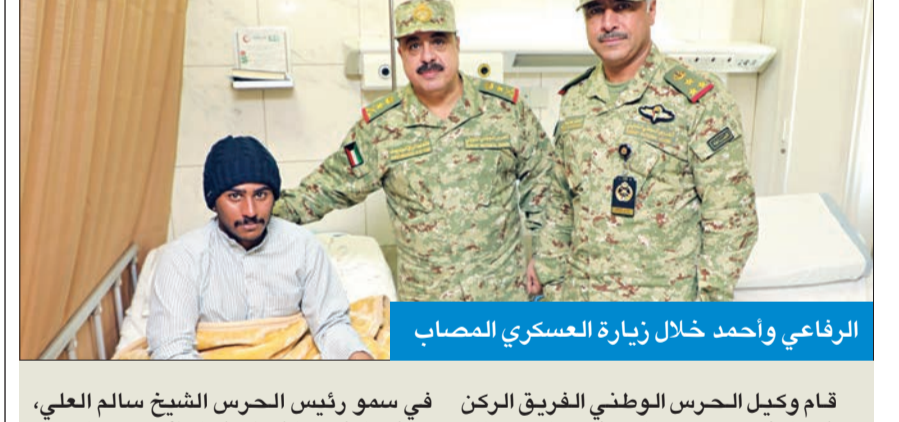 الرفاعي وأحمد خلال زيارة العسكري المصاب
قام وكيل الحرس الوطني الفريق الركن
في سمو رئيس الحرس الشيخ سالم العلي،